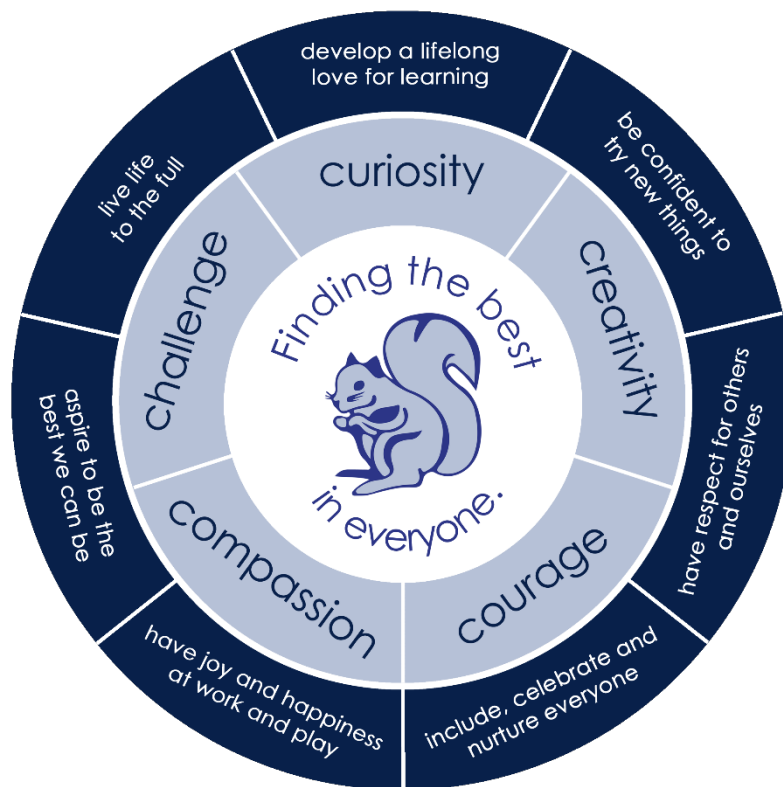 develop a lifelong
love for learning
be confident to
try new things
have respect for others
and ourselves
include, celebrate and
nurture everyone
have joy and happiness
at work and play
aspire to be the
best we can be
live life
to the full
curiosity
creativity
courage
compassion
challenge
Finding the best
in everyone.